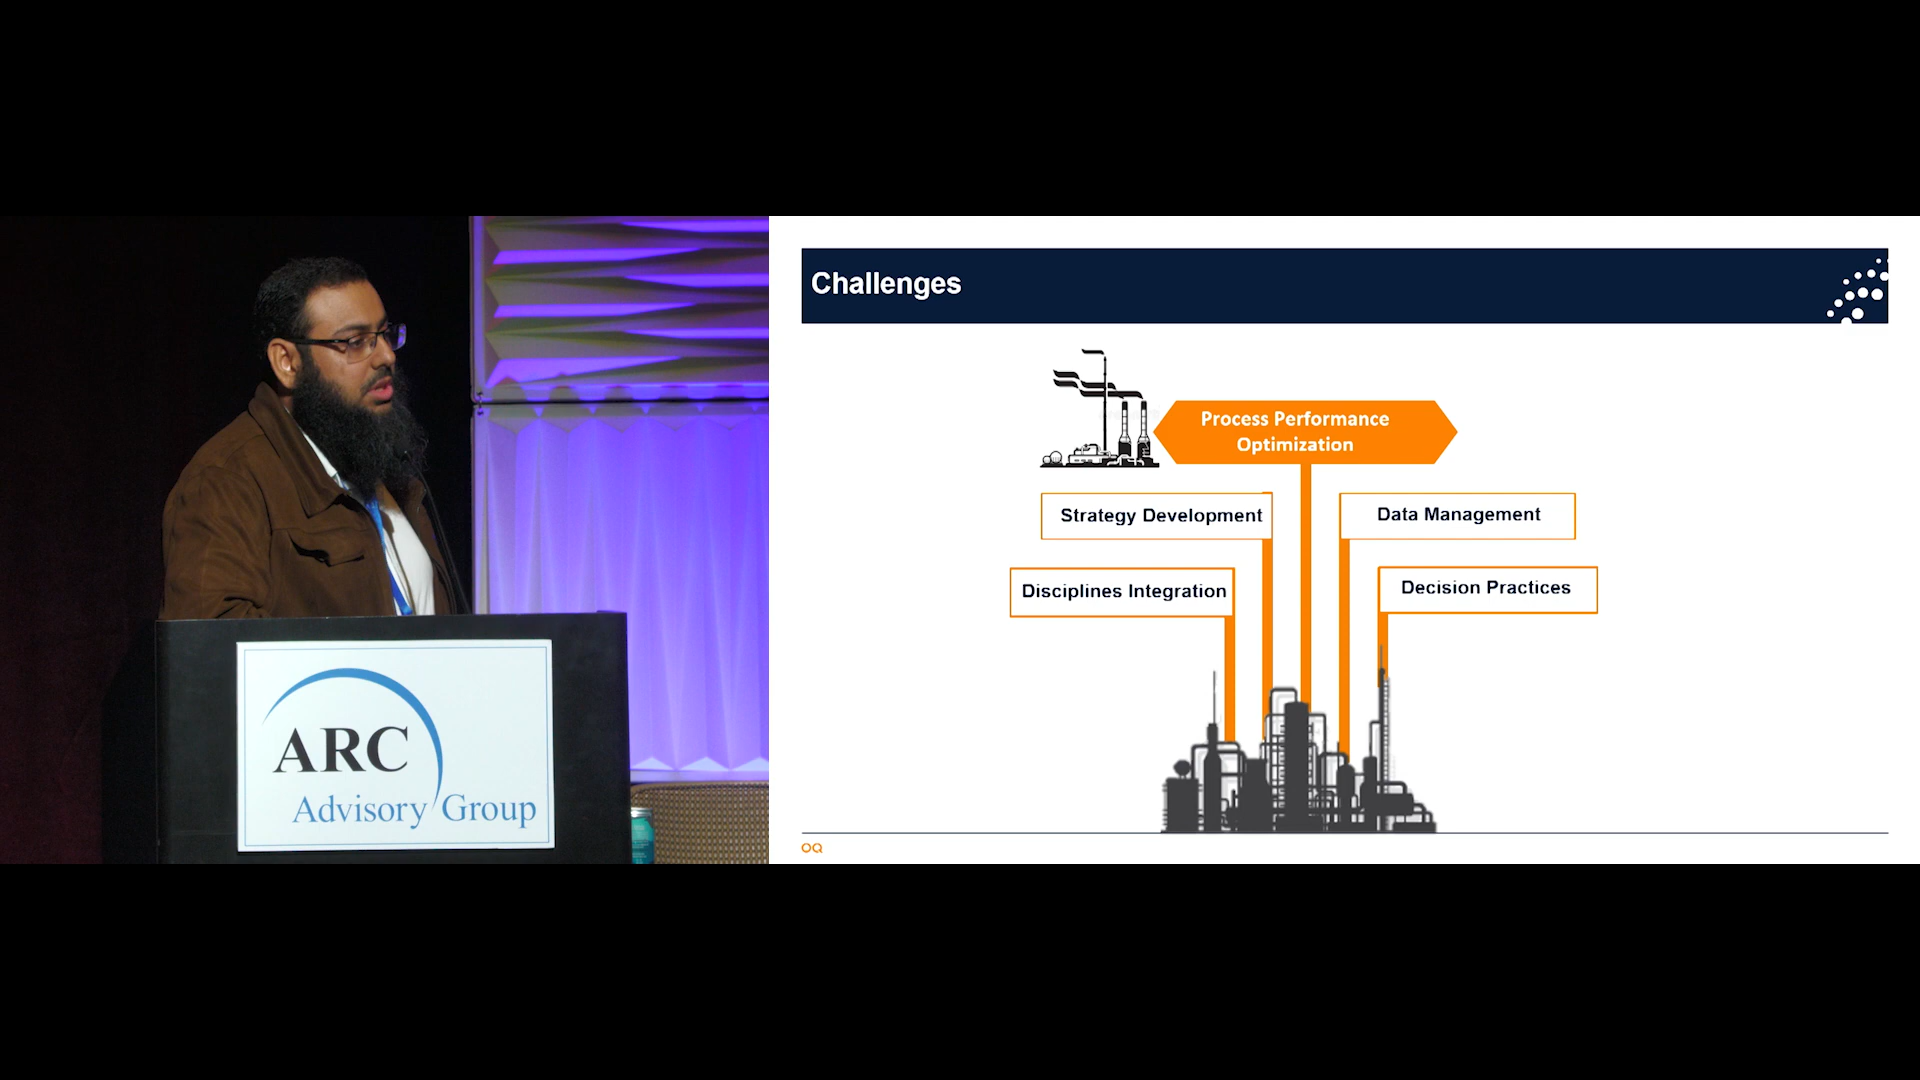 ARC
Advisory Group
Challenges
Process Performance
Optimization
Strategy Development
Data Management
Disciplines Integration
Decision Practices
OQ